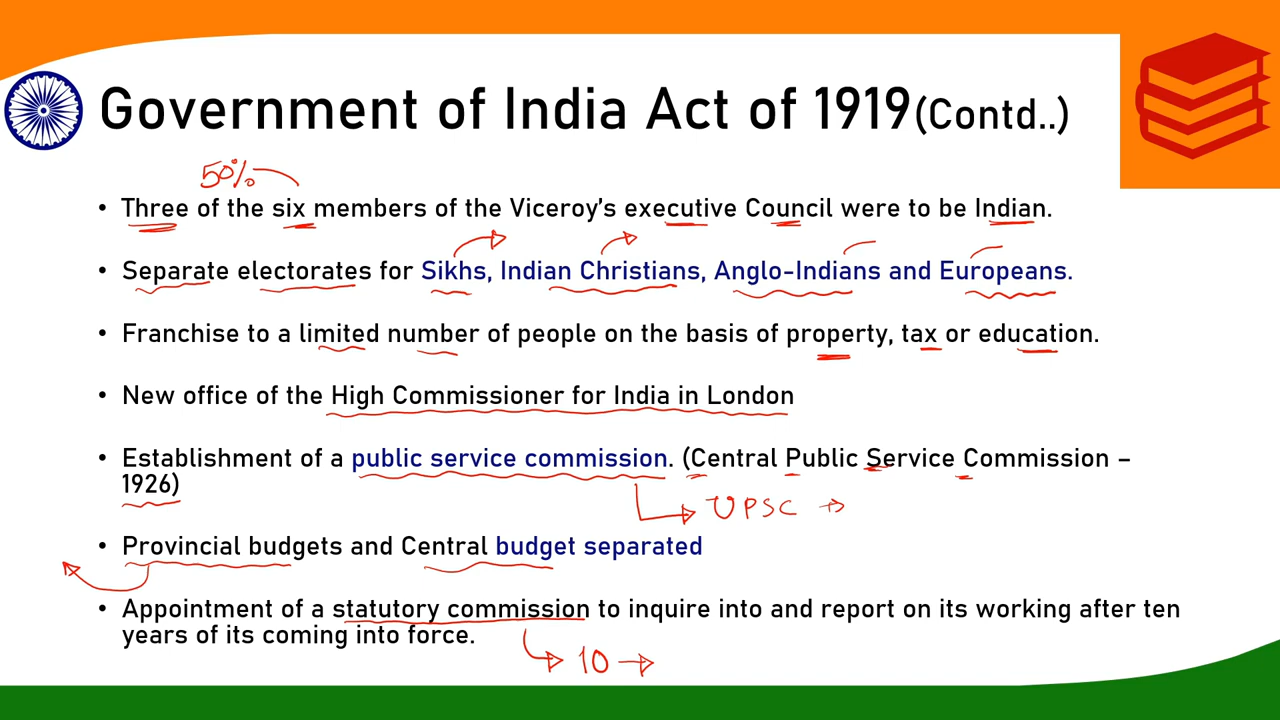 Government of India Act of 1919(Contd..)
50%
• Three of the six members of the Viceroy's executive Council were to be Indian.
• Separate electorates for Sikhs, Indian Christians, Anglo-Indians and Europeans.
• Franchise to a limited number of people on the basis of property, tax or education.
• New office of the High Commissioner for India in London
• Establishment of a public service commission. (Central Public Service Commission –
1926)
UPSC
• Provincial budgets and Central budget separated
• Appointment of a statutory commission to inquire into and report on its working after ten
years of its coming into force.
10